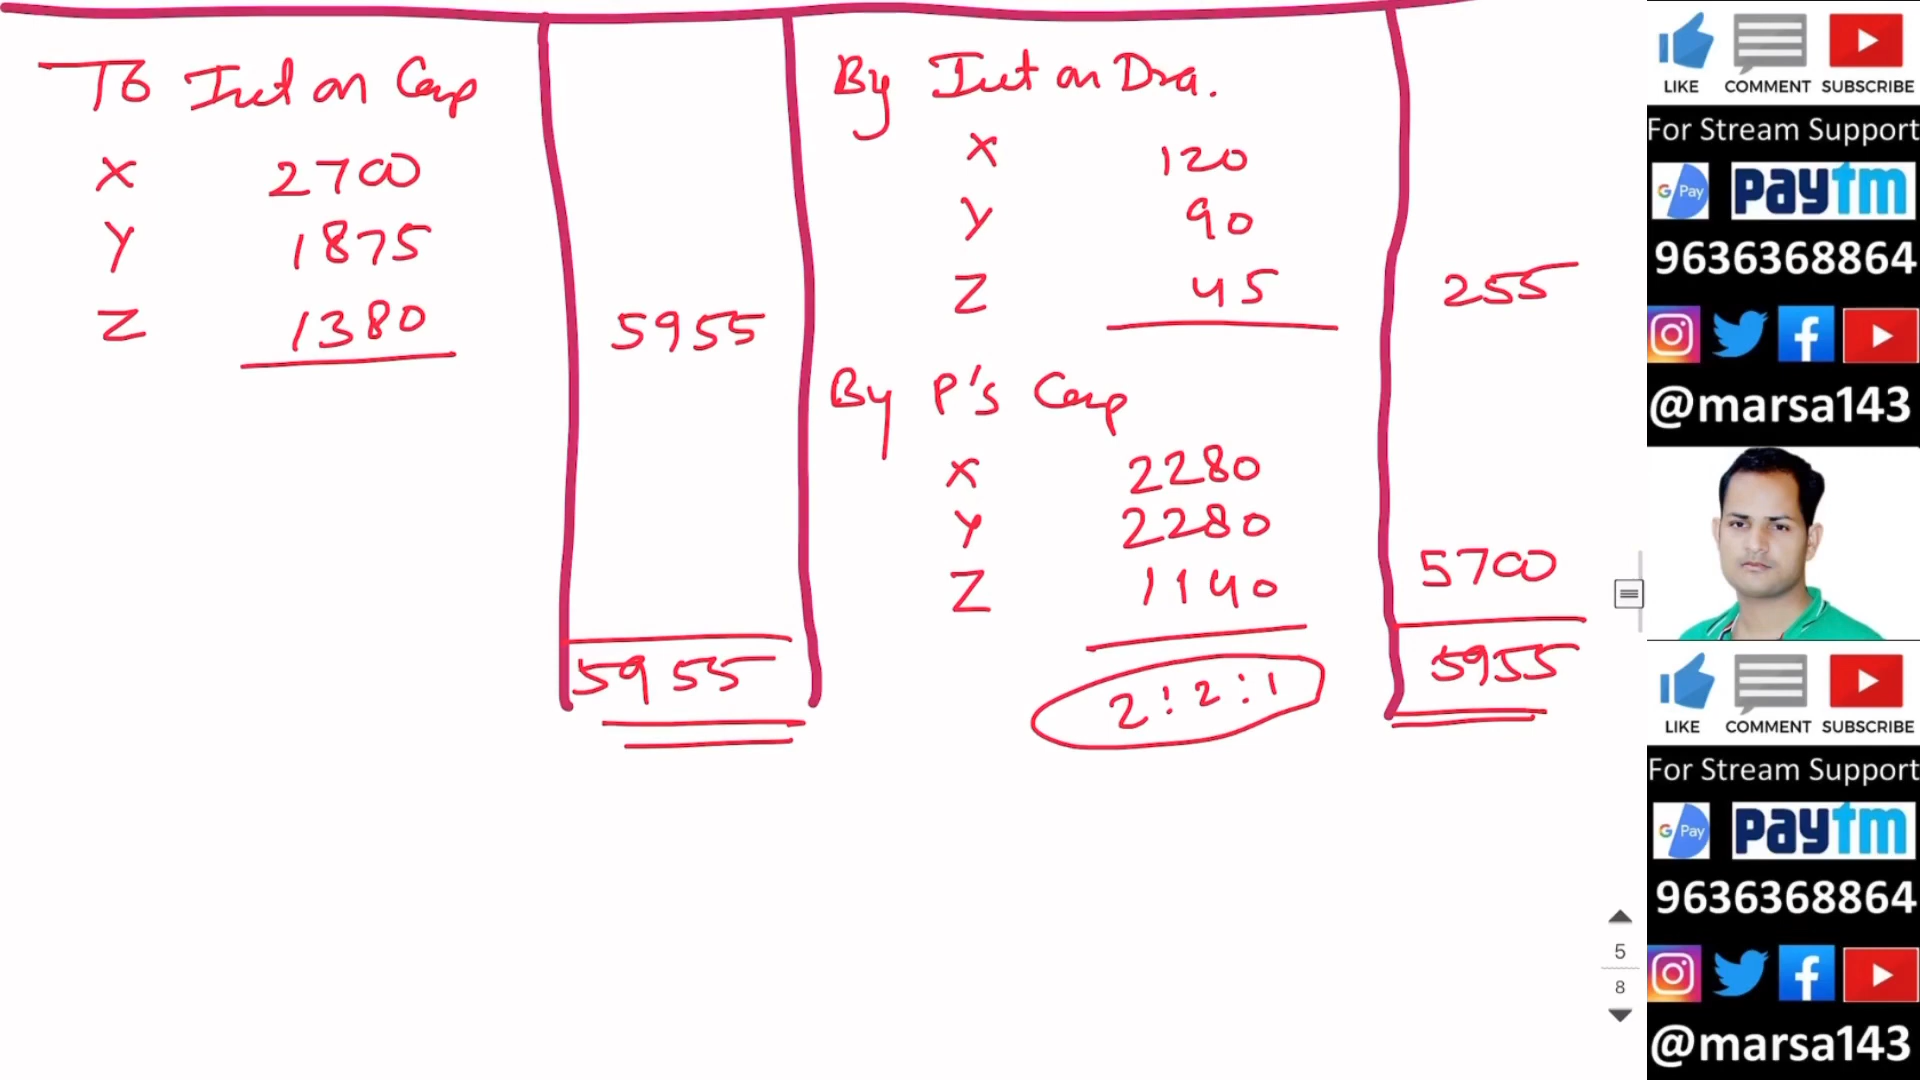 To Int on Cap
X 2700
Y 1875
Z 1380 5955
5955
By Int on Dra.
X 120
Y 90
Z 45 255
By P's Cap
X 2280
Y 2280
Z 1140 5700
2:2:1 5955
LIKE COMMENT SUBSCRIBE
For Stream Support
G Pay paytm
9636368864
@marsa143
LIKE COMMENT SUBSCRIBE
For Stream Support
G Pay paytm
9636368864
@marsa143
5
8